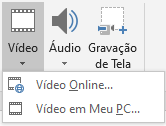 Vídeo Áudio Gravação
de Tela
Vídeo Online...
Vídeo em Meu PC...